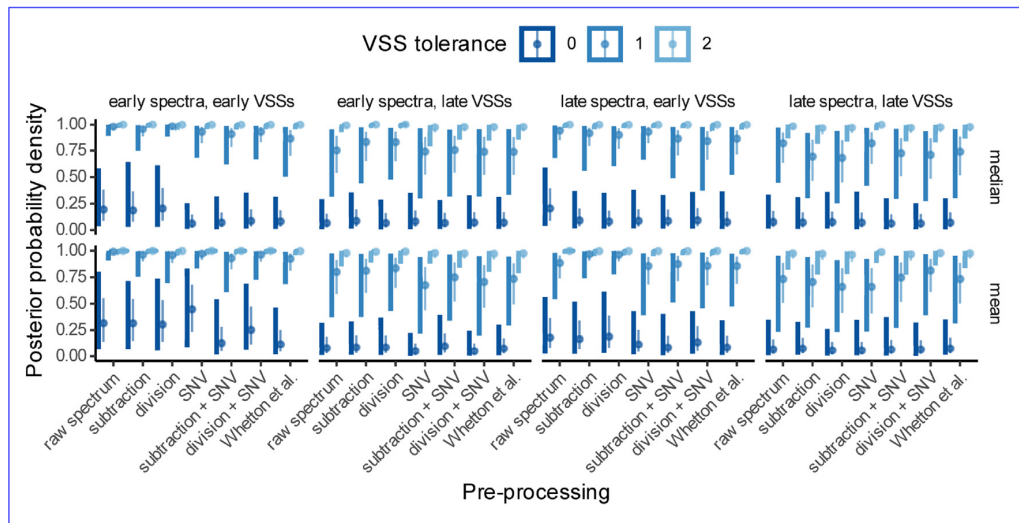 VSS tolerance 0 1 2
early spectra, early VSSs early spectra, late VSSs late spectra, early VSSs late spectra, late VSSs
Posterior probability density
1.00
0.75
0.50
0.25
0.00
median
1.00
0.75
0.50
0.25
0.00
mean
raw spectrum
subtraction
division
SNV
subtraction + SNV
division + SNV
Whetton et al.
raw spectrum
subtraction
division
SNV
subtraction + SNV
division + SNV
Whetton et al.
raw spectrum
subtraction
division
SNV
subtraction + SNV
division + SNV
Whetton et al.
raw spectrum
subtraction
division
SNV
subtraction + SNV
division + SNV
Whetton et al.
Pre-processing